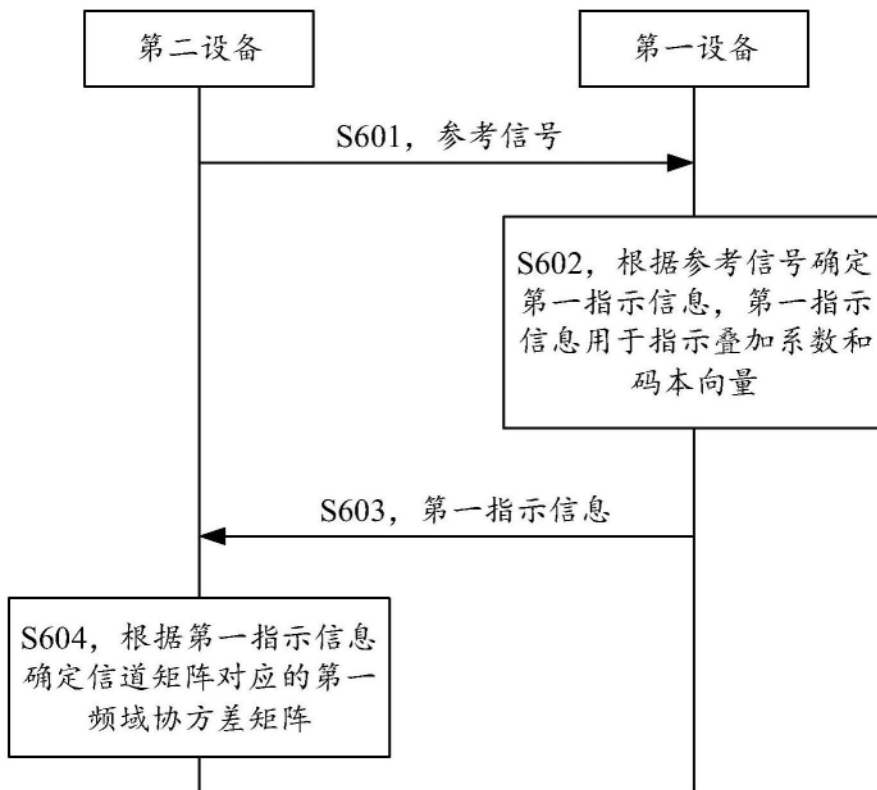 第二设备
第一设备
S601，参考信号
S602，根据参考信号确定
第一指示信息，第一指示
信息用于指示叠加系数和
码本向量
S603，第一指示信息
S604，根据第一指示信息
确定信道矩阵对应的第一
频域协方差矩阵